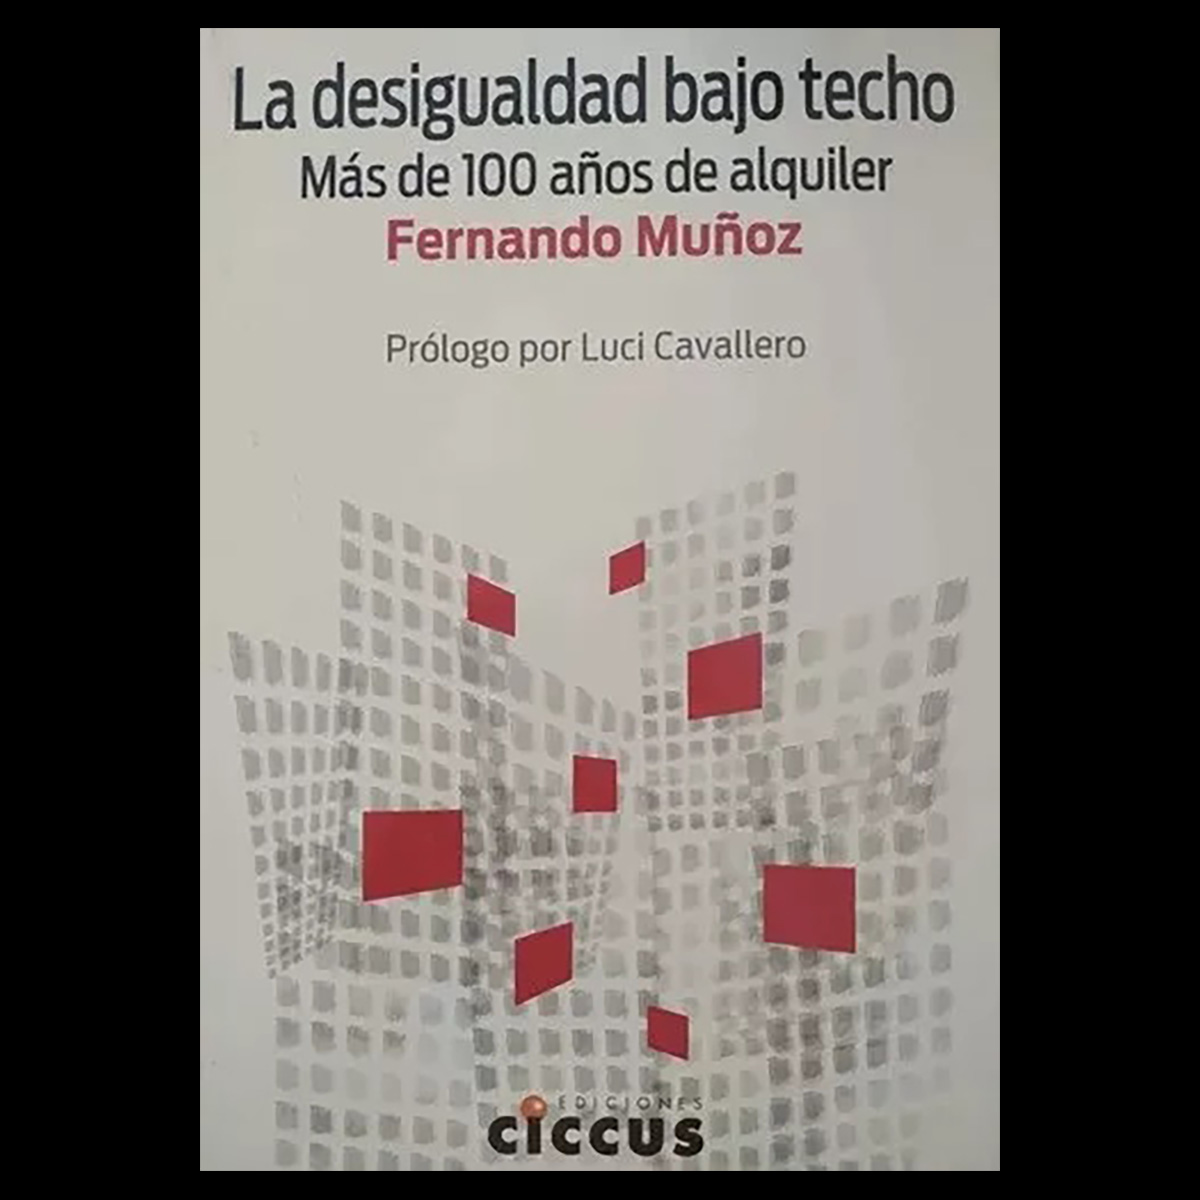 La desigualdad bajo techo
Más de 100 años de alquiler
Fernando Muñoz
Prólogo por Luci Cavallero
EDICIONES
CICCUS